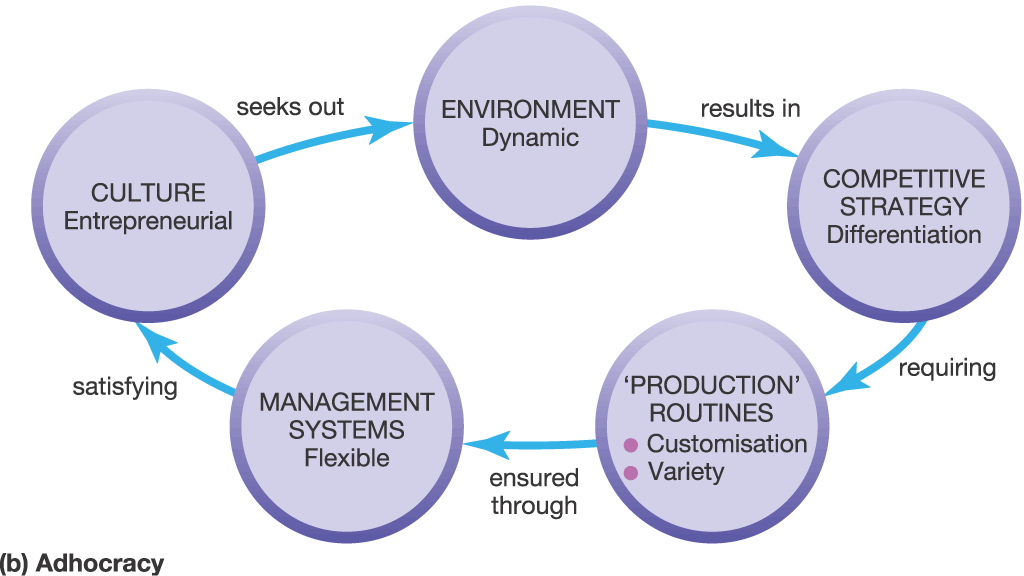 seeks out
ENVIRONMENT
Dynamic
results in
CULTURE
Entrepreneurial
COMPETITIVE
STRATEGY
Differentiation
satisfying
MANAGEMENT
SYSTEMS
Flexible
ensured
through
‘PRODUCTION’
ROUTINES
Customisation
Variety
requiring
(b) Adhocracy